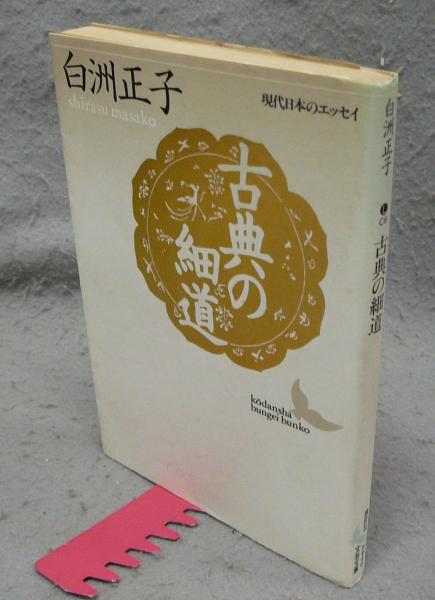 白洲正子
shirasu masako
現代日本のエッセイ
古典の
細道
kōdansha
bungei bunko
白洲正子
古典の細道